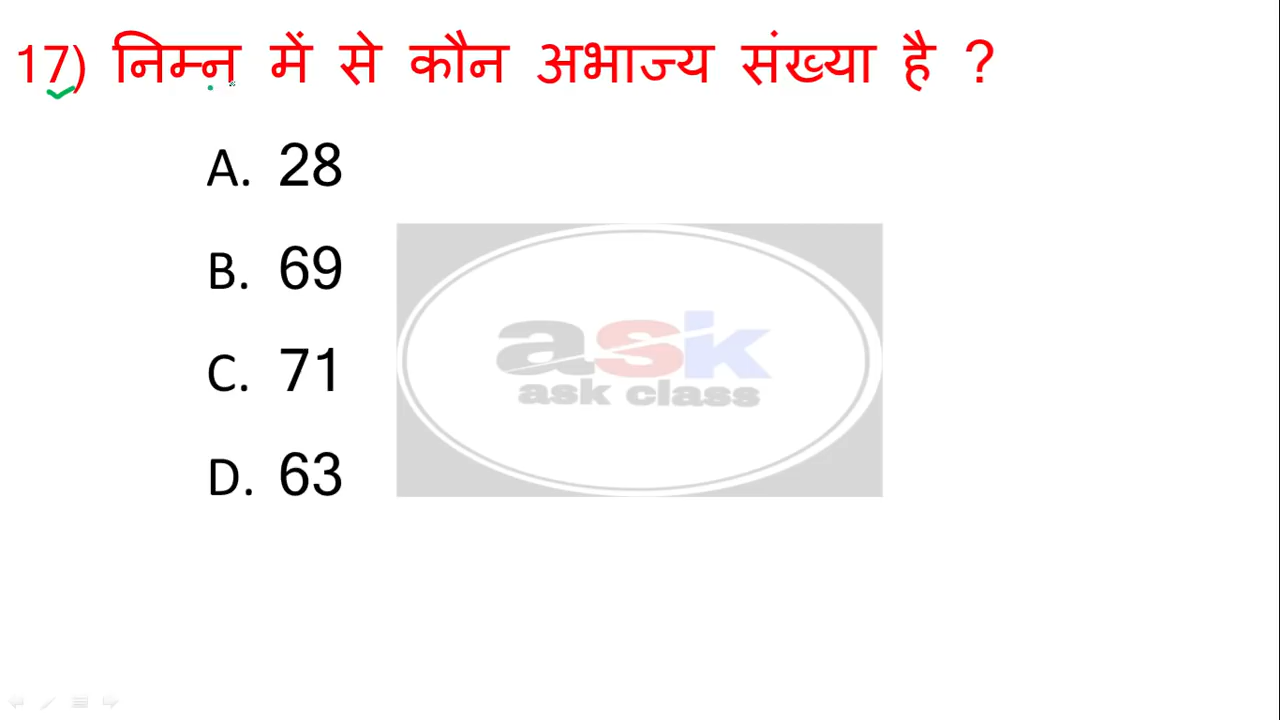 17) निम्न में से कौन अभाज्य संख्या है ?
A. 28
B. 69
C. 71
D. 63
ask
ask class